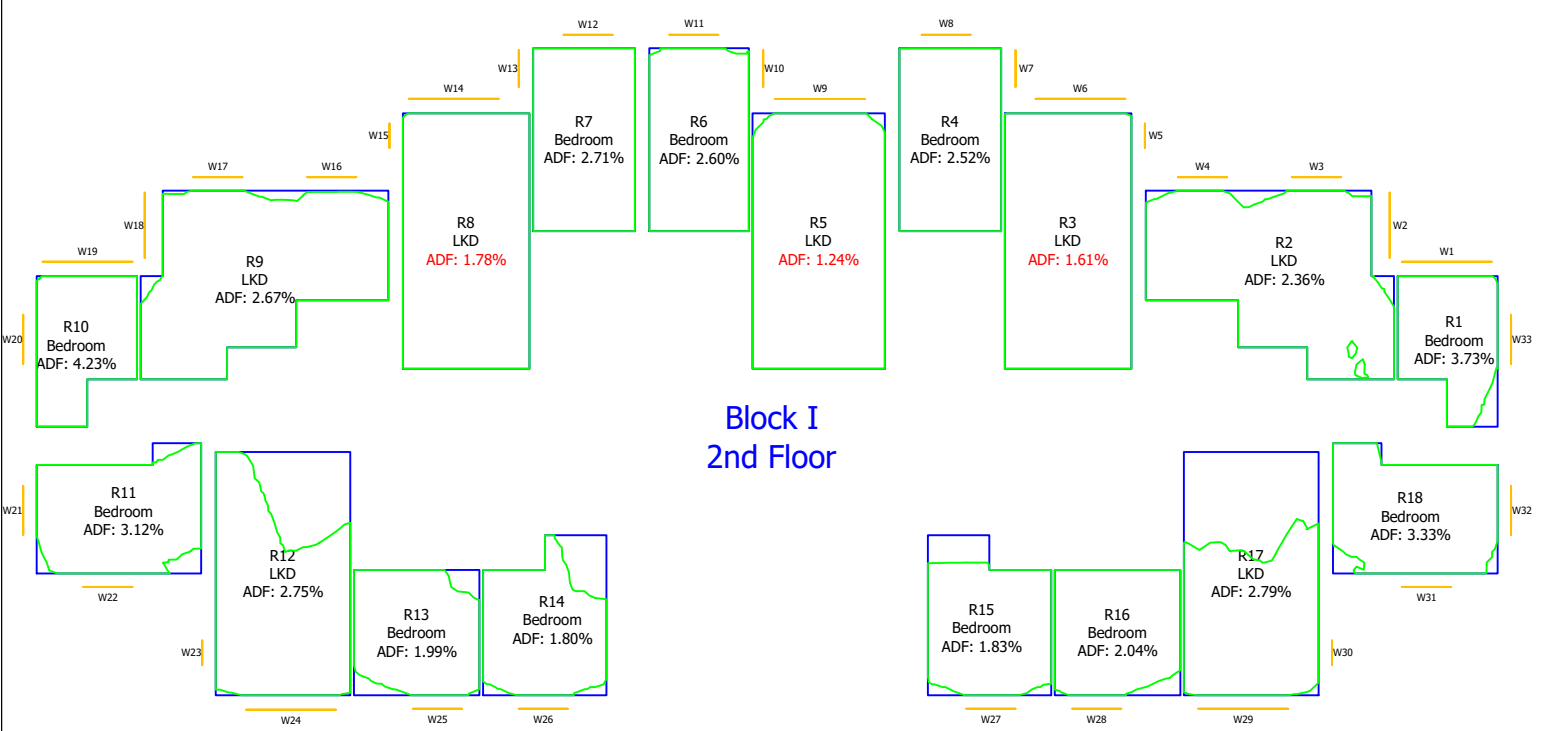 W12
W11
W8
W13
W10
W7
W14
W9
W6
W15
W5
R7
Bedroom
ADF: 2.71%
R6
Bedroom
ADF: 2.60%
R4
Bedroom
ADF: 2.52%
W17
W16
W4
W3
W18
W2
R8
LKD
ADF: 1.78%
R5
LKD
ADF: 1.24%
R3
LKD
ADF: 1.61%
W19
W1
R9
LKD
ADF: 2.67%
R2
LKD
ADF: 2.36%
W20
R10
Bedroom
ADF: 4.23%
R1
Bedroom
ADF: 3.73%
W33
Block I
2nd Floor
W21
R11
Bedroom
ADF: 3.12%
R18
Bedroom
ADF: 3.33%
W32
W22
W31
R12
LKD
ADF: 2.75%
R17
LKD
ADF: 2.79%
R13
Bedroom
ADF: 1.99%
R14
Bedroom
ADF: 1.80%
R15
Bedroom
ADF: 1.83%
R16
Bedroom
ADF: 2.04%
W23
W30
W24
W25
W26
W27
W28
W29